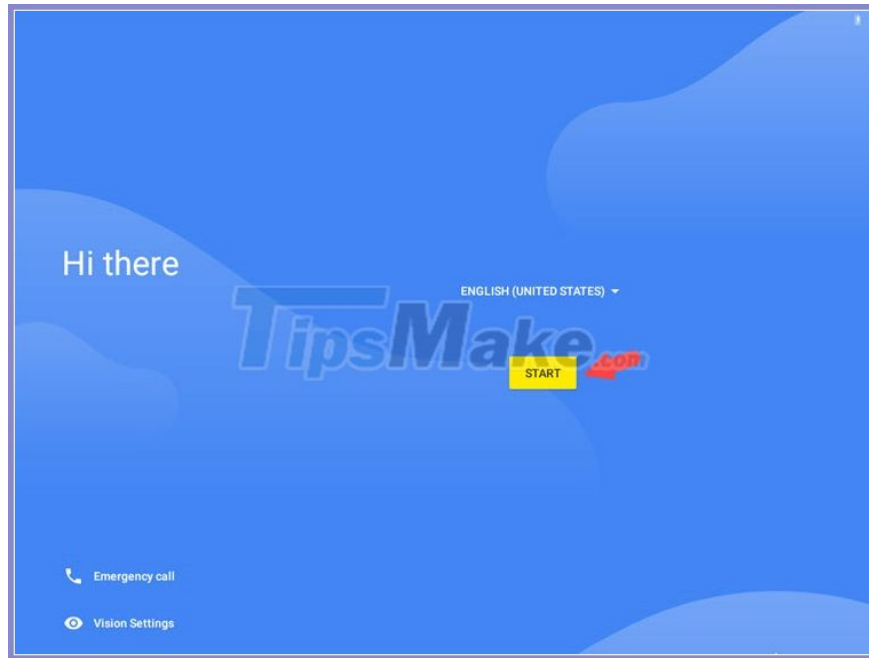 Hi there
ENGLISH (UNITED STATES)
TipsMake.com
START
Emergency call
Vision Settings